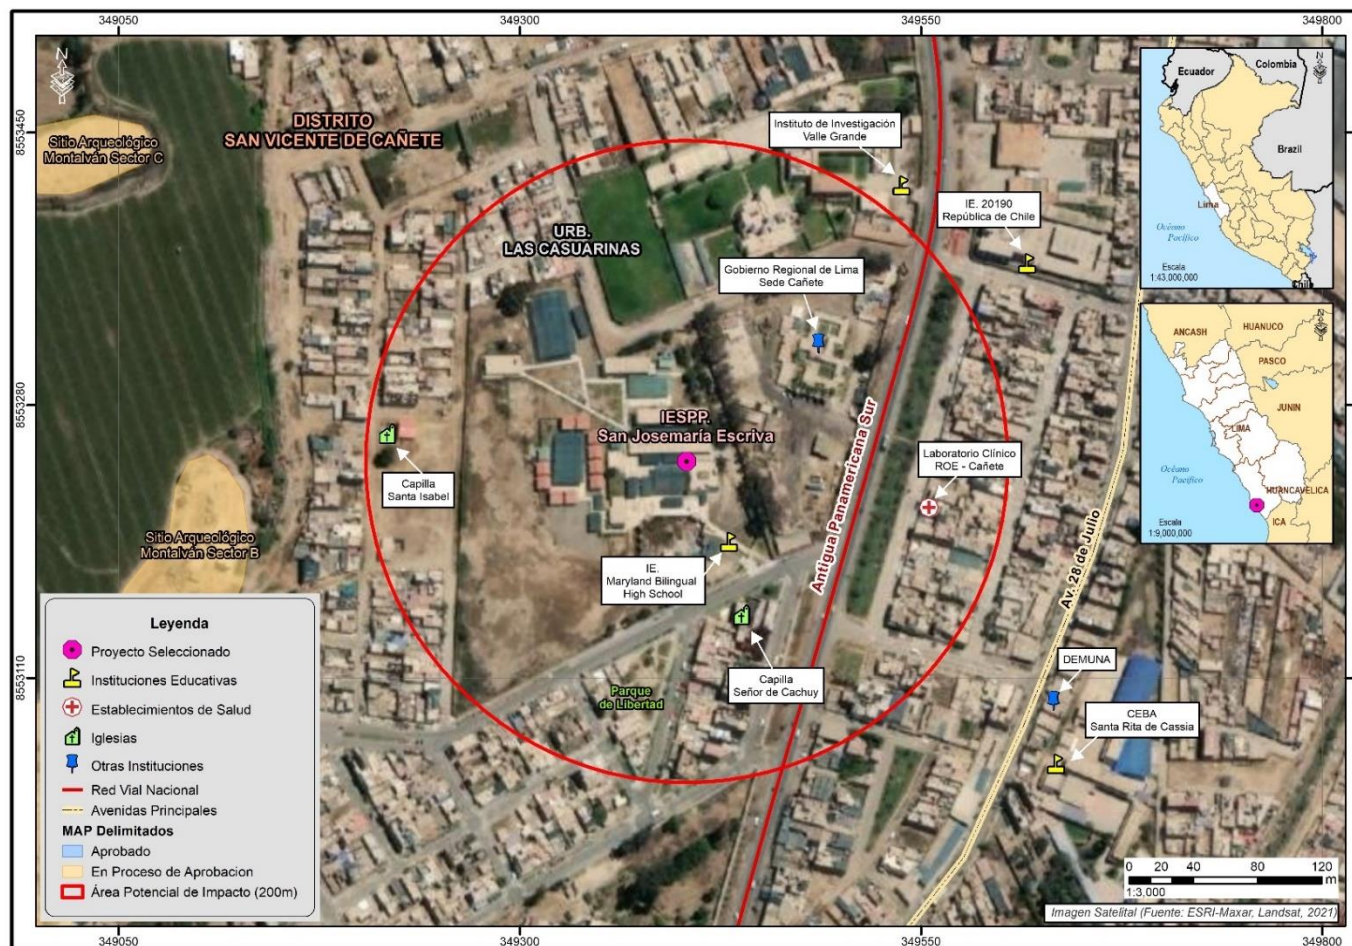 349050
349300
349550
349800
N
DISTRITO
SAN VICENTE DE CAÑETE
Sitio Arqueológico
Montalván Sector C
8553450
Instituto de Investigación
Valle Grande
IE. 20190
República de Chile
URB.
LAS CASUARINAS
Gobierno Regional de Lima
Sede Cañete
8553280
IESPP.
San Josemaría Escriva
Antigua Panamericana Sur
Laboratorio Clínico
ROE - Cañete
Capilla
Santa Isabel
Sitio Arqueológico
Montalván Sector B
IE.
Maryland Bilingual
High School
Av. 28 de Julio
Capilla
Señor de Cachuy
Parque
de Libertad
8553110
DEMUNA
CEBA
Santa Rita de Cassia
Ecuador
Colombia
N
Brazil
Lima
Océano
Pacífico
Escala
1:43,000,000
ANCASH
HUANUCO
N
PASCO
JUNIN
LIMA
Océano
Pacífico
HUANCAVELICA
Escala
1:9,000,000
ICA
Leyenda
Proyecto Seleccionado
Instituciones Educativas
Establecimientos de Salud
Iglesias
Otras Instituciones
Red Vial Nacional
Avenidas Principales
MAP Delimitados
Aprobado
En Proceso de Aprobacion
Área Potencial de Impacto (200m)
0 20 40 80 120
m
1:3.000
Imagen Satelital (Fuente: ESRI-Maxar, Landsat, 2021)
349050
349300
349550
349800